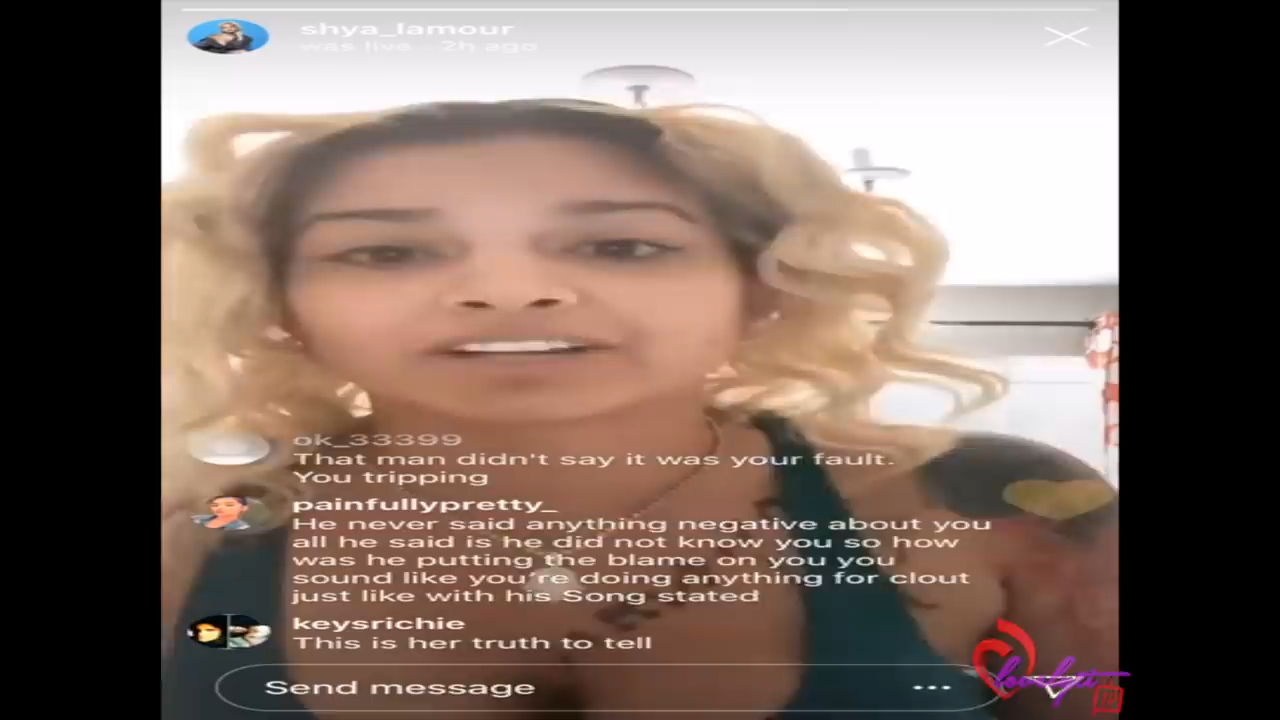 shya_lamour
was live · 2h ago
ok_33399
That man didn't say it was your fault.
You tripping
painfullypretty_
He never said anything negative about you
all he said is he did not know you so how
was he putting the blame on you you
sound like you're doing anything for clout
just like with his Song stated
keysrichie
This is her truth to tell
Send message